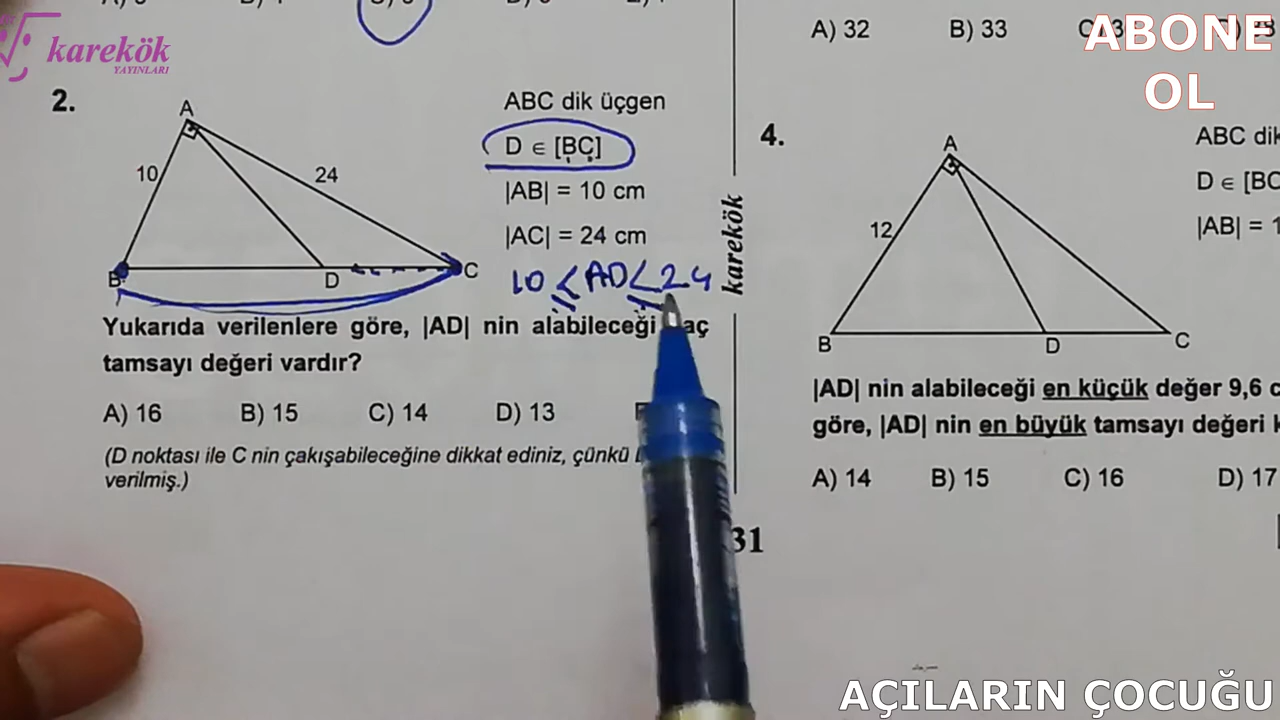 karekök
YAYINLARI
ABONE
OL
A) 32 B) 33
2.
A
10
24
B
D
C
ABC dik üçgen
D ∈ [BC]
|AB| = 10 cm
|AC| = 24 cm
10 ≤ AD ≤ 24
Yukarıda verilenlere göre, |AD| nin alabileceği
tamsayı değeri vardır?
A) 16 B) 15 C) 14 D) 13
(D noktası ile C nin çakışabileceğine dikkat ediniz, çünkü
verilmiş.)
karekök
31
4.
A
12
B
D
C
ABC
D ∈
|AB| =
|AD| nin alabileceği en küçük değer 9,6
göre, |AD| nin en büyük tamsayı değeri
A) 14 B) 15 C) 16 D) 17
AÇILARIN ÇOCUĞU